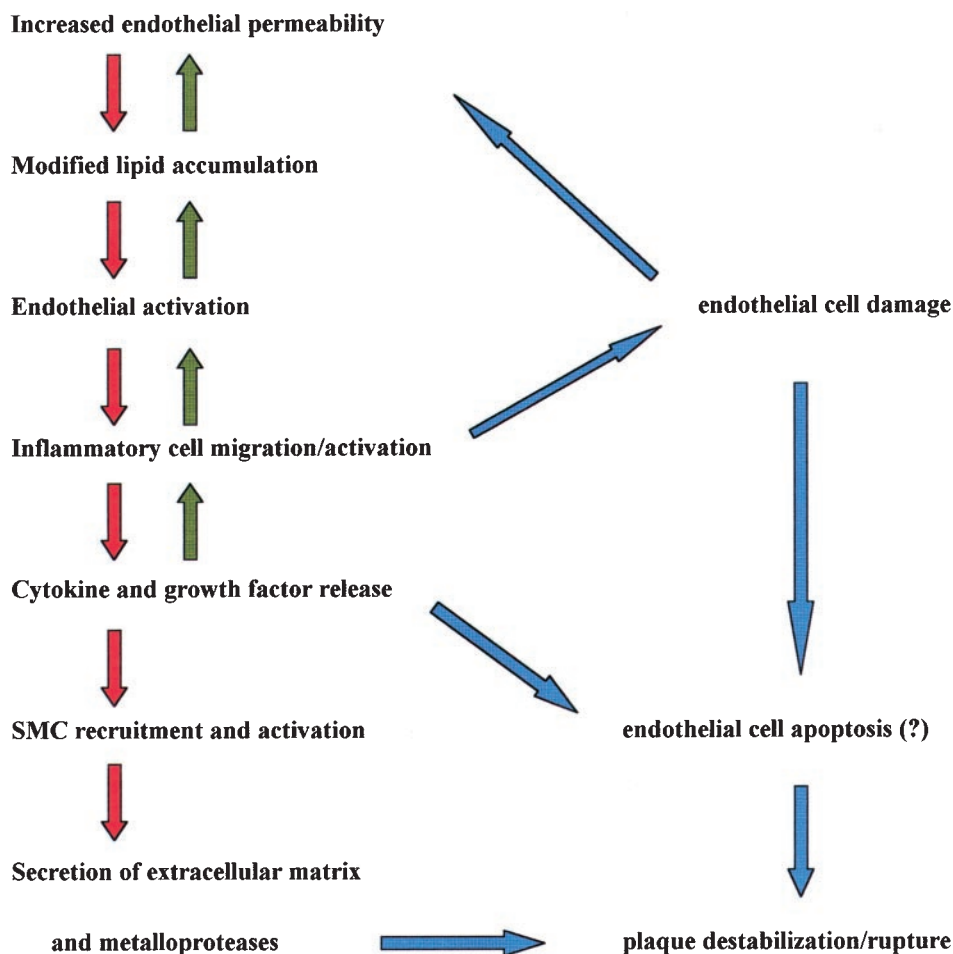 Increased endothelial permeability
Modified lipid accumulation
Endothelial activation
endothelial cell damage
Inflammatory cell migration/activation
Cytokine and growth factor release
SMC recruitment and activation
endothelial cell apoptosis (?)
Secretion of extracellular matrix
and metalloproteases
plaque destabilization/rupture